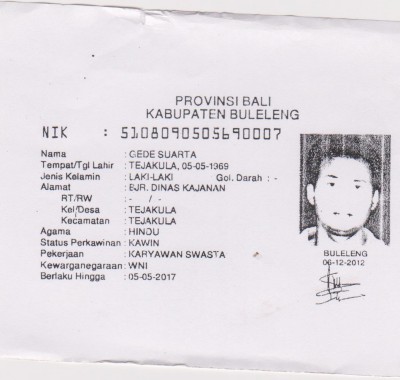 PROVINSI BALI
KABUPATEN BULELENG
NIK : 5108090505690007
Nama : GEDE SUARTA
Tempat/Tgl Lahir : TEJAKULA, 05-05-1969
Jenis Kelamin : LAKI-LAKI Gol. Darah : -
Alamat : BJR. DINAS KAJANAN
RT/RW : - / -
Kel/Desa : TEJAKULA
Kecamatan : TEJAKULA
Agama : HINDU
Status Perkawinan : KAWIN
Pekerjaan : KARYAWAN SWASTA
Kewarganegaraan : WNI
Berlaku Hingga : 05-05-2017
BULELENG
06-12-2012